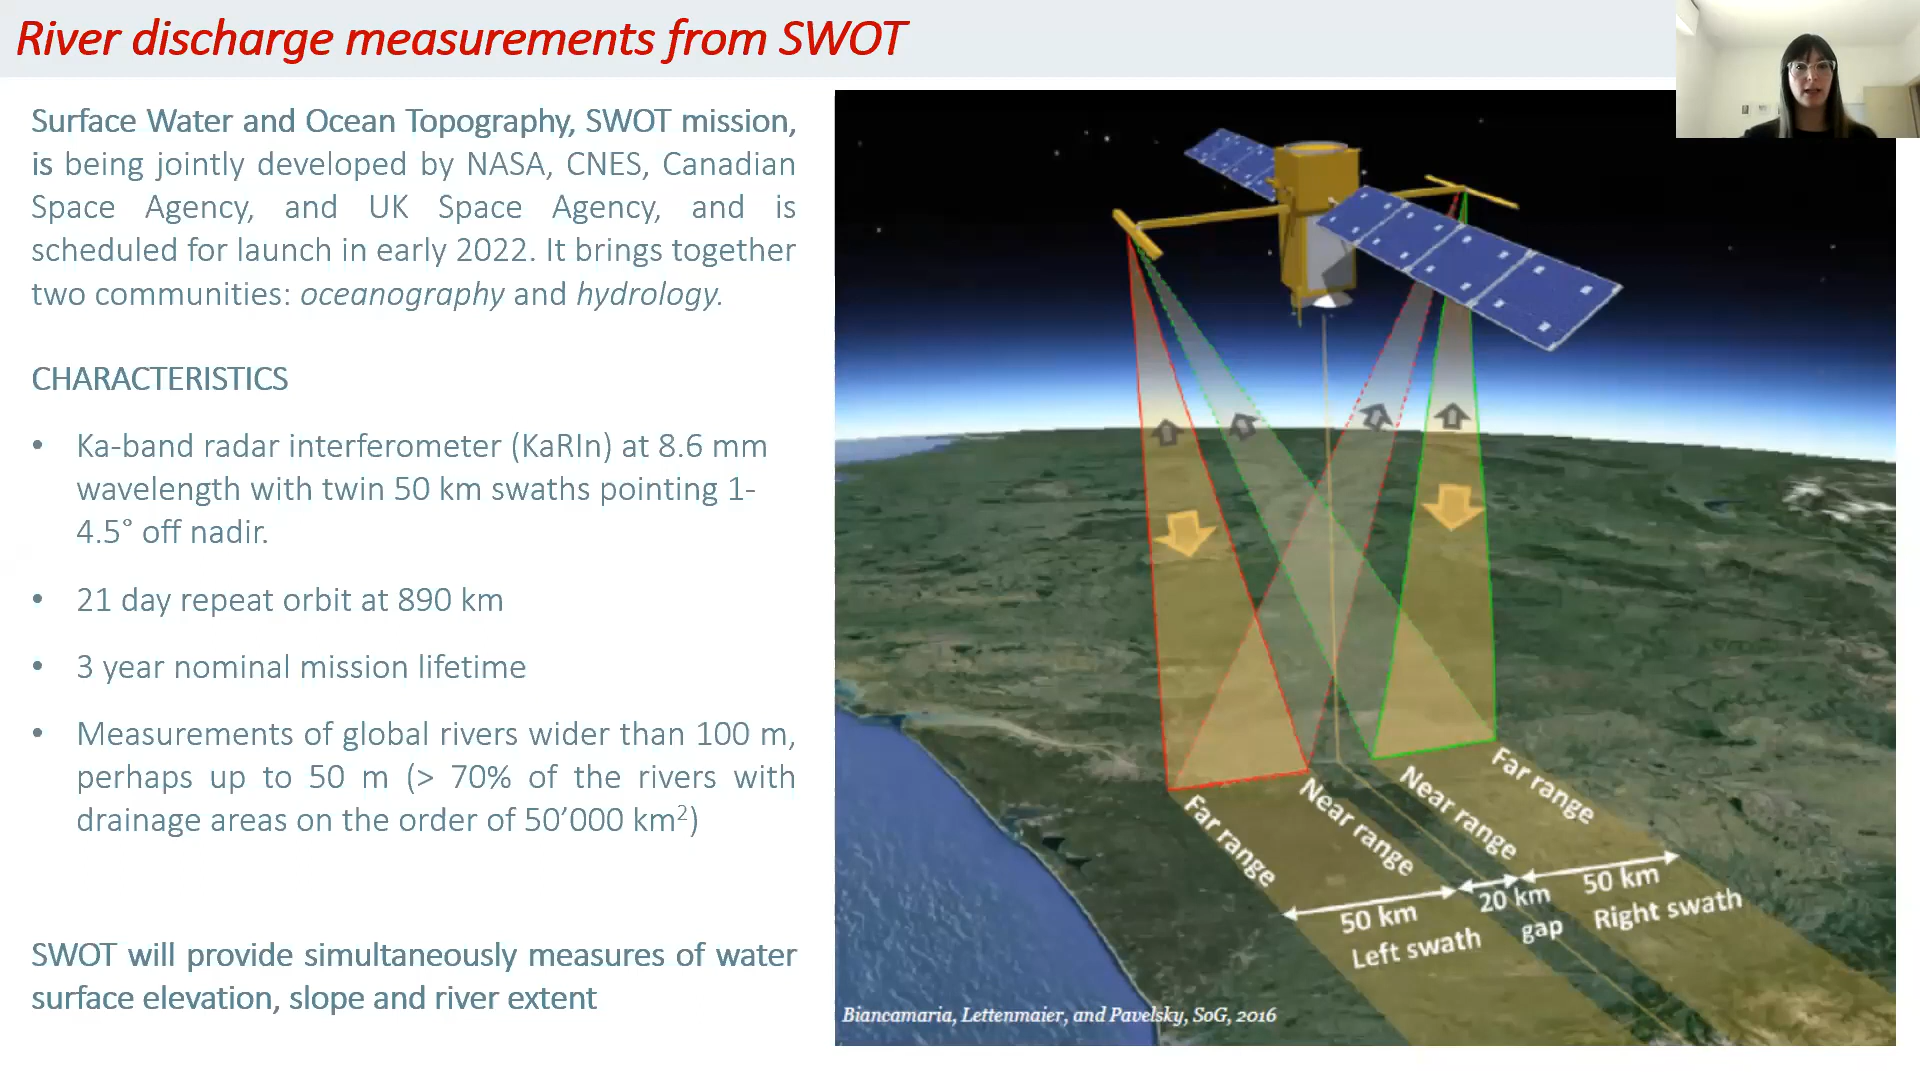 River discharge measurements from SWOT
Surface Water and Ocean Topography, SWOT mission,
is being jointly developed by NASA, CNES, Canadian
Space Agency, and UK Space Agency, and is
scheduled for launch in early 2022. It brings together
two communities: oceanography and hydrology.
CHARACTERISTICS
• Ka-band radar interferometer (KaRIn) at 8.6 mm
wavelength with twin 50 km swaths pointing 1-
4.5° off nadir.
• 21 day repeat orbit at 890 km
• 3 year nominal mission lifetime
• Measurements of global rivers wider than 100 m,
perhaps up to 50 m (> 70% of the rivers with
drainage areas on the order of 50’000 km²)
SWOT will provide simultaneously measures of water
surface elevation, slope and river extent
Far range
Near range
Near range
Far range
50 km
Left swath
20 km
gap
50 km
Right swath
Biancamaria, Lettenmaier, and Pavelsky, SoG, 2016